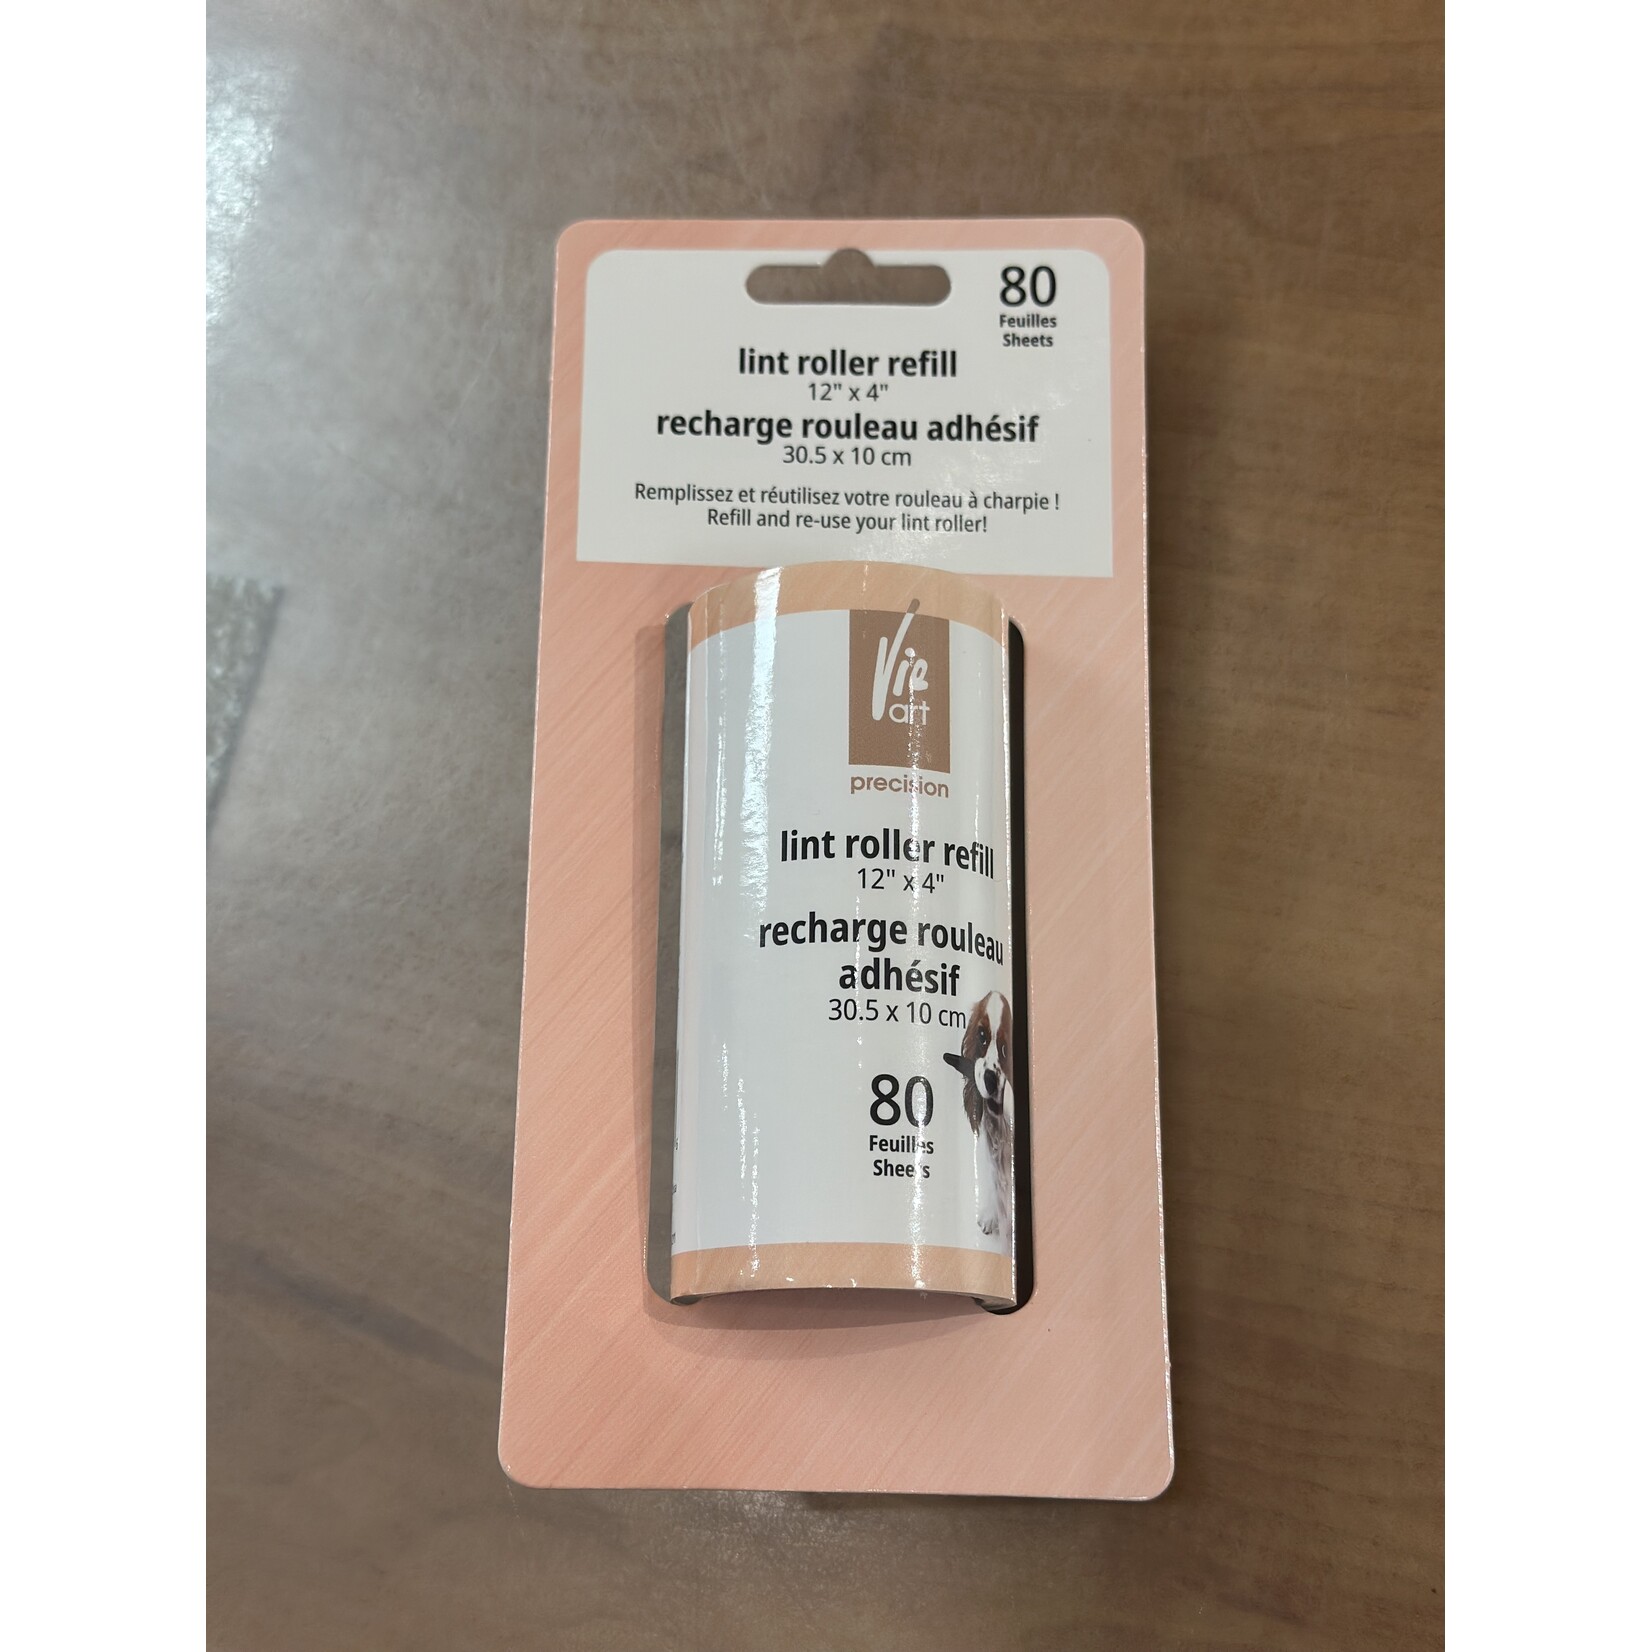 80
Feuilles
Sheets
lint roller refill
12" x 4"
recharge rouleau adhésif
30.5 x 10 cm
Remplissez et réutilisez votre rouleau à charpie !
Refill and re-use your lint roller!
Vie
art
precision
lint roller refill
12" x 4"
recharge rouleau
adhésif
30.5 x 10 cm
80
Feuilles
Sheets